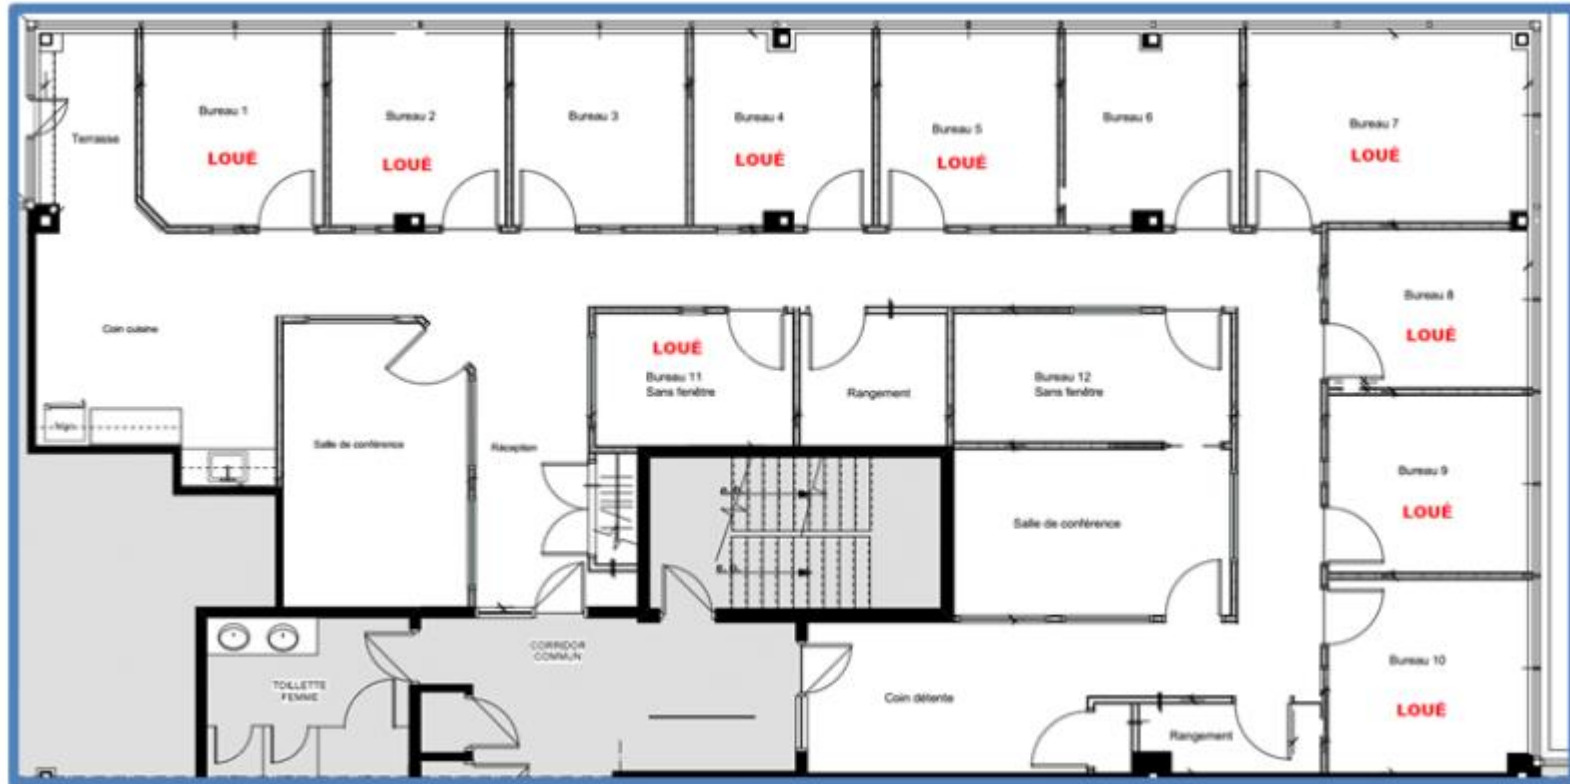 Bureau 1
LOUÉ
Bureau 2
LOUÉ
Bureau 3
Bureau 4
LOUÉ
Bureau 5
LOUÉ
Bureau 6
Bureau 7
LOUÉ
Terrasse
Bureau 8
LOUÉ
Coin cuisine
LOUÉ
Bureau 11
Sans fenêtre
Rangement
Bureau 12
Sans fenêtre
Salle de conférence
Réception
Bureau 9
LOUÉ
Salle de conférence
CORRIDOR
COMMUN
TOILLETTE
FEMME
Bureau 10
LOUÉ
Coin détente
Rangement